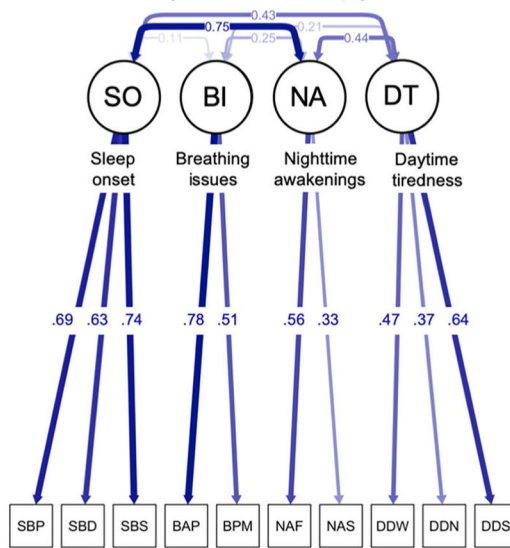 0.43
0.75
0.11
0.21
0.25
0.44
SO BI NA DT
Sleep onset
Breathing issues
Nighttime awakenings
Daytime tiredness
.69 .63 .74 .78 .51 .56 .33 .47 .37 .64
SBP SBD SBS BAP BPM NAF NAS DDW DDN DDS